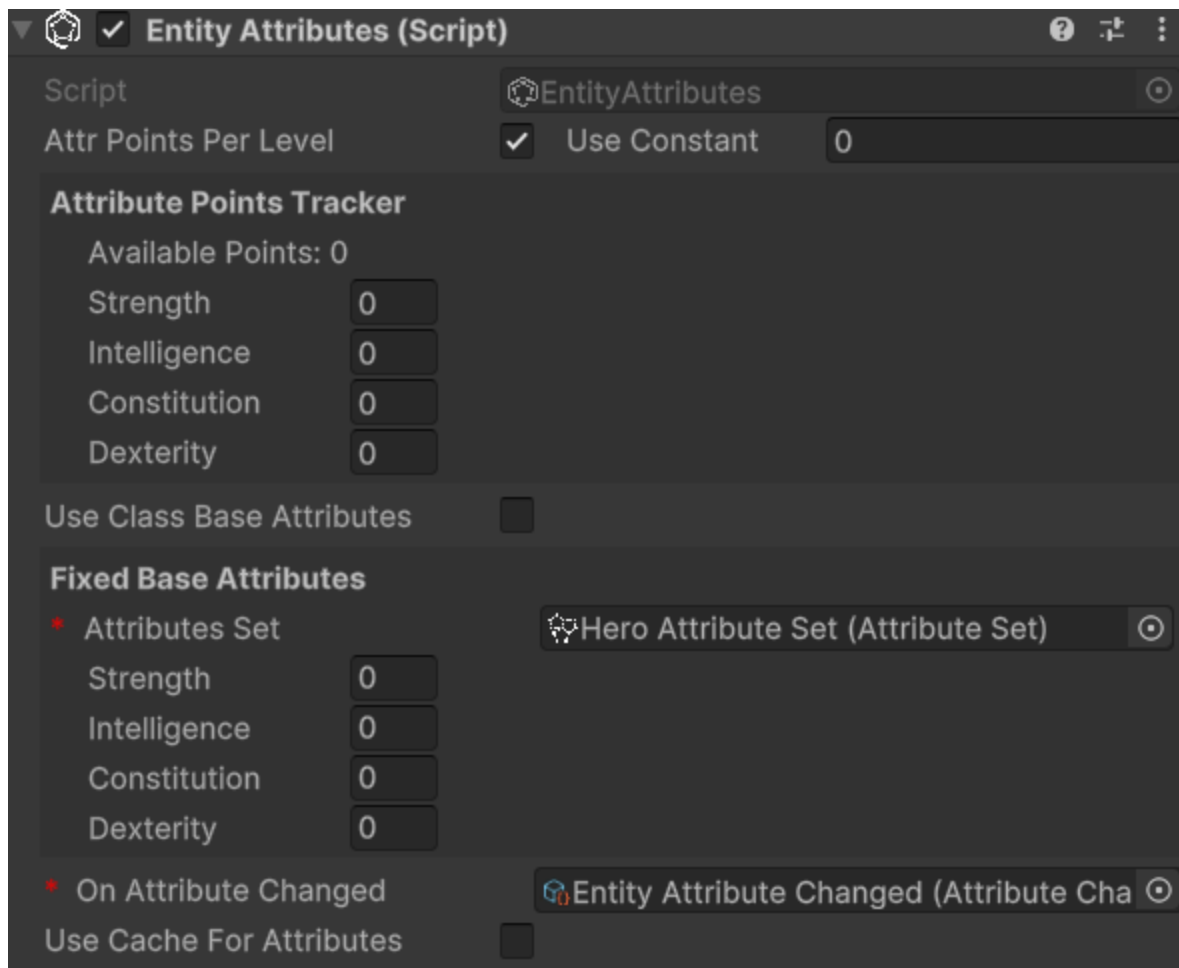 Entity Attributes (Script)
Script EntityAttributes
Attr Points Per Level Use Constant 0
Attribute Points Tracker
Available Points: 0
Strength 0
Intelligence 0
Constitution 0
Dexterity 0
Use Class Base Attributes
Fixed Base Attributes
* Attributes Set Hero Attribute Set (Attribute Set)
Strength 0
Intelligence 0
Constitution 0
Dexterity 0
* On Attribute Changed Entity Attribute Changed (Attribute Cha
Use Cache For Attributes